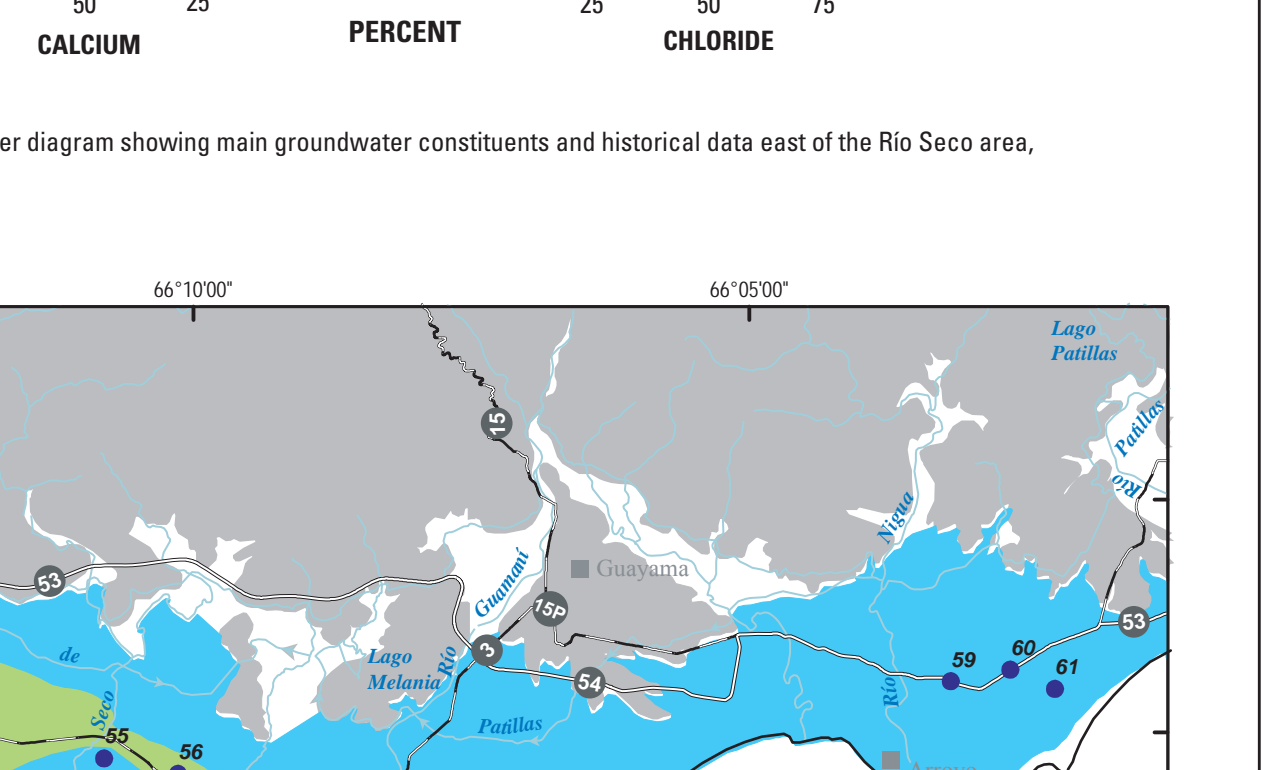 50
25
25
50
75
CALCIUM
PERCENT
CHLORIDE
er diagram showing main groundwater constituents and historical data east of the Río Seco area,
66°10'00"
66°05'00"
Lago
Patillas
15
Patillas
Río
Nigua
Guamaní
Guayama
53
15P
53
3
de
Lago
Melania
Río
54
59
60
61
Río
Seco
Patillas
55
56
Arroyo